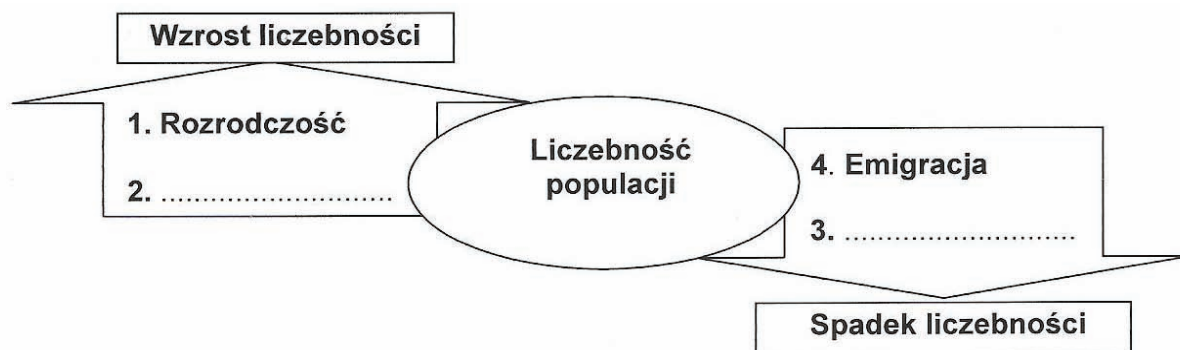 Wzrost liczebności
1. Rozrodczość
2. ............................
Liczebność
populacji
4. Emigracja
3. ............................
Spadek liczebności